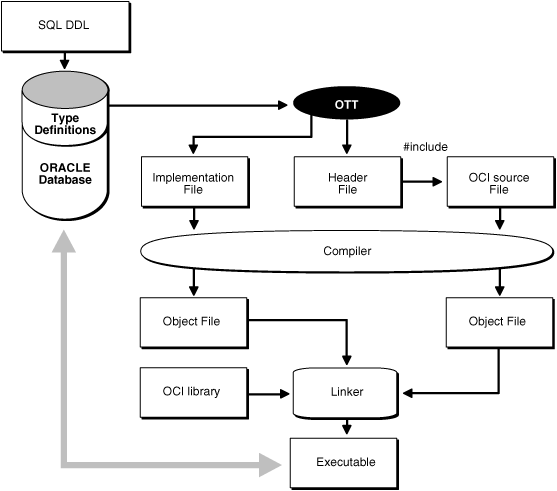 SQL DDL
Type
Definitions
ORACLE
Database
OTT
#include
Implementation
File
Header
File
OCI source
File
Compiler
Object File
Object File
OCI library
Linker
Executable